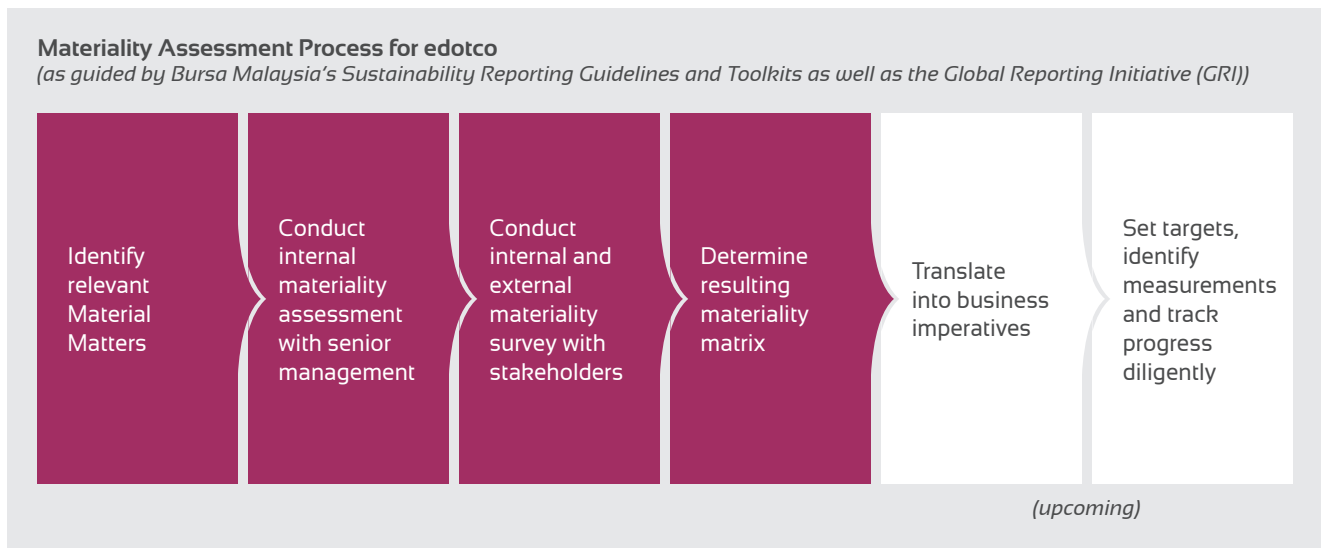 Materiality Assessment Process for edotco
(as guided by Bursa Malaysia's Sustainability Reporting Guidelines and Toolkits as well as the Global Reporting Initiative (GRI))
Identify
relevant
Material
Matters
Conduct
internal
materiality
assessment
with senior
management
Conduct
internal and
external
materiality
survey with
stakeholders
Determine
resulting
materiality
matrix
Translate
into business
imperatives
Set targets,
identify
measurements
and track
progress
diligently
(upcoming)